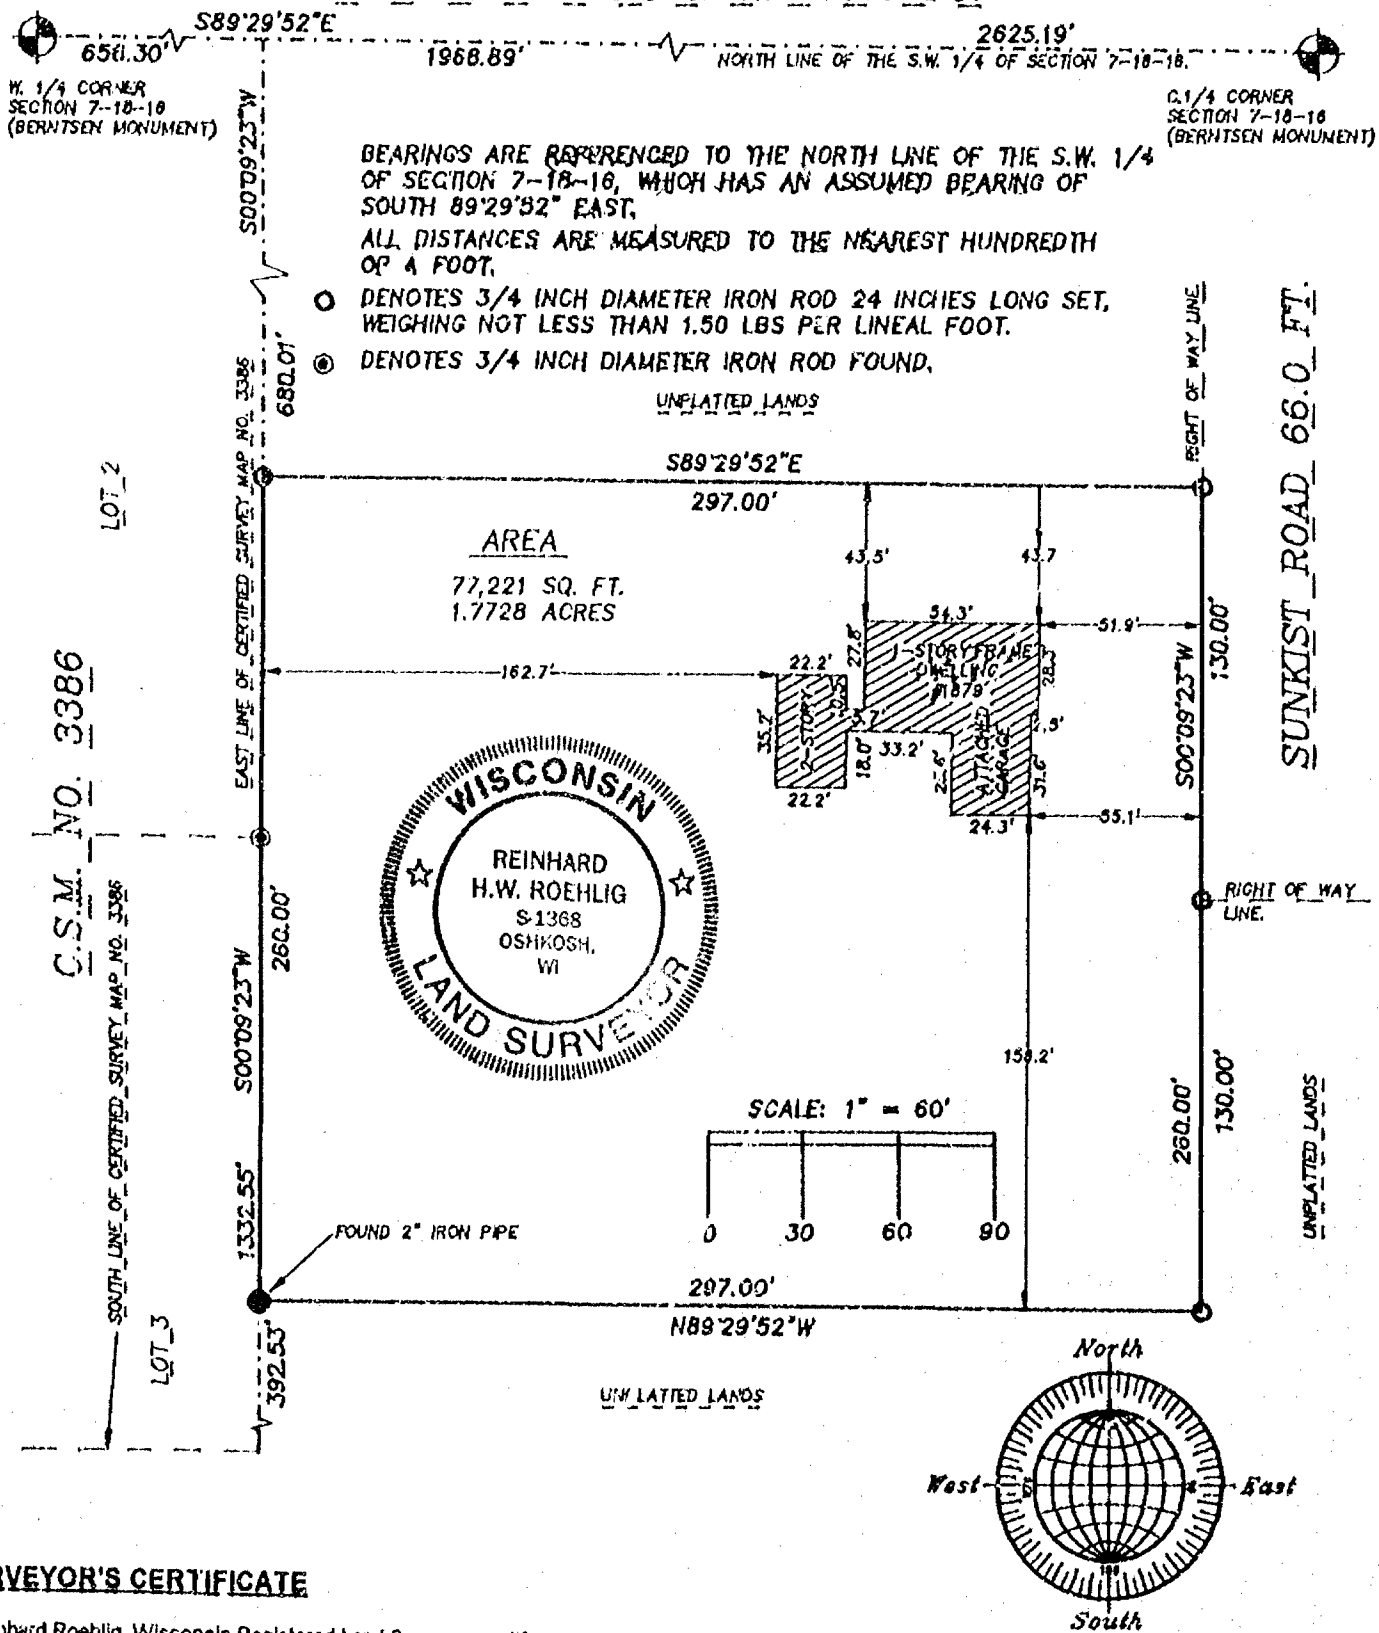 S89°29'52"E
1968.89'
2625.19'
NORTH LINE OF THE S.W. 1/4 OF SECTION 7-18-16.
W. 1/4 CORNER
SECTION 7-18-16
(BERNTSEN MONUMENT)
C.1/4 CORNER
SECTION 7-18-16
(BERNTSEN MONUMENT)
S00°09'23"W
680.01'
BEARINGS ARE REFERENCED TO THE NORTH LINE OF THE S.W. 1/4
OF SECTION 7-18-16, WHICH HAS AN ASSUMED BEARING OF
SOUTH 89°29'52" EAST.
ALL DISTANCES ARE MEASURED TO THE NEAREST HUNDREDTH
OF A FOOT.
DENOTES 3/4 INCH DIAMETER IRON ROD 24 INCHES LONG SET,
WEIGHING NOT LESS THAN 1.50 LBS PER LINEAL FOOT.
DENOTES 3/4 INCH DIAMETER IRON ROD FOUND.
UNPLATTED LANDS
RIGHT OF WAY LINE
SUNKIST ROAD 66.0 FT.
EAST LINE OF CERTIFIED SURVEY MAP NO. 3386
LOT 2
C.S.M. NO. 3386
S89°29'52"E
297.00'
AREA
77,221 SQ. FT.
1.7728 ACRES
43.5'
43.7
54.3'
51.9'
27.8'
1-STORY FRAME
DWELLING
28.3'
162.7'
22.2'
35.2'
2-STORY
18.0'
33.2'
22.2'
ATTACHED
GARAGE
31.6'
24.3'
55.1'
130.00'
S00°09'23"W
RIGHT OF WAY
LINE.
WISCONSIN
REINHARD
H.W. ROEHLIG
S-1368
OSHKOSH,
WI
LAND SURVEYOR
260.00'
S00°09'23"W
1332.55'
SOUTH LINE OF CERTIFIED SURVEY MAP NO. 3386
158.2'
260.00'
130.00'
UNPLATTED LANDS
SCALE: 1" = 60'
0 30 60 90
FOUND 2" IRON PIPE
297.00'
N89°29'52"W
LOT 3
392.53'
UNPLATTED LANDS
North
West
East
South
RVEYOR'S CERTIFICATE